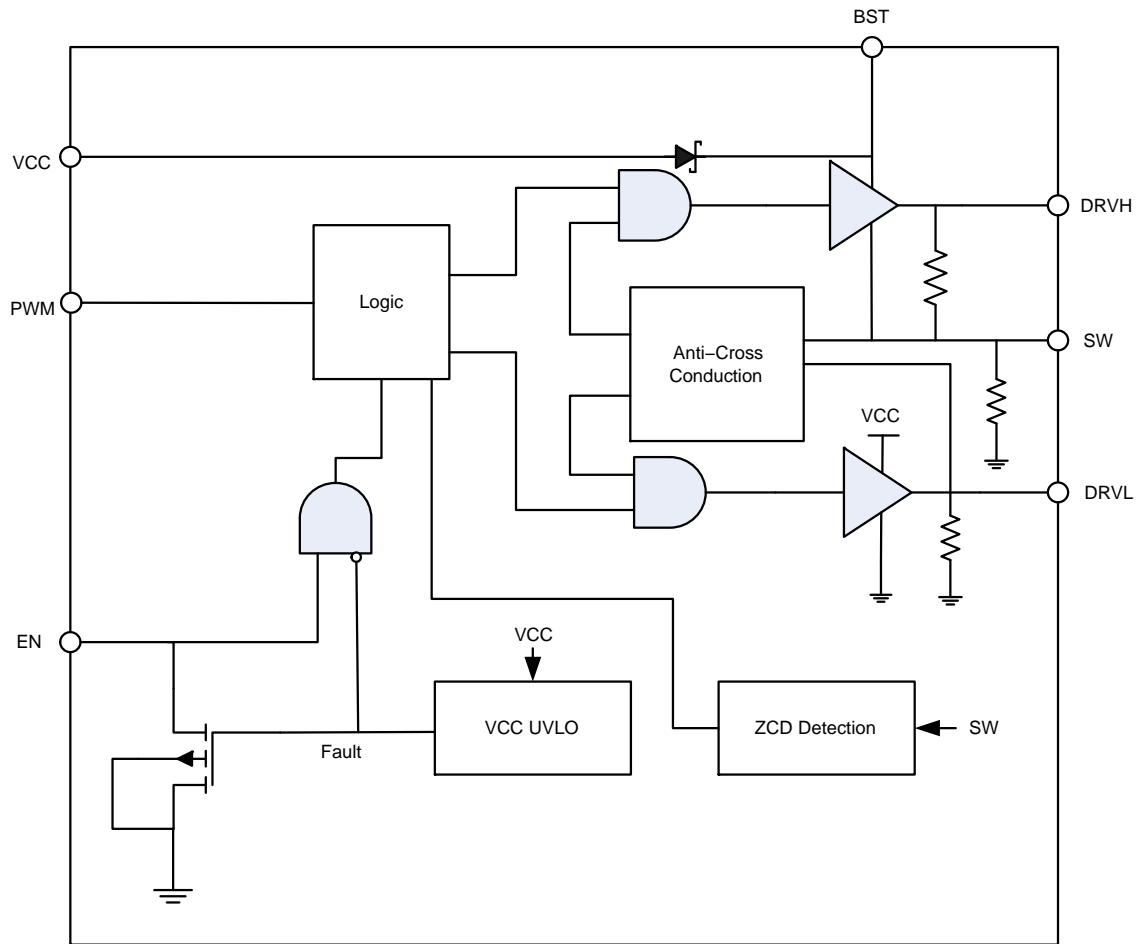 BST
VCC
DRVH
PWM
Logic
Anti−Cross
Conduction
SW
VCC
DRVL
EN
VCC
VCC UVLO
ZCD Detection
SW
Fault